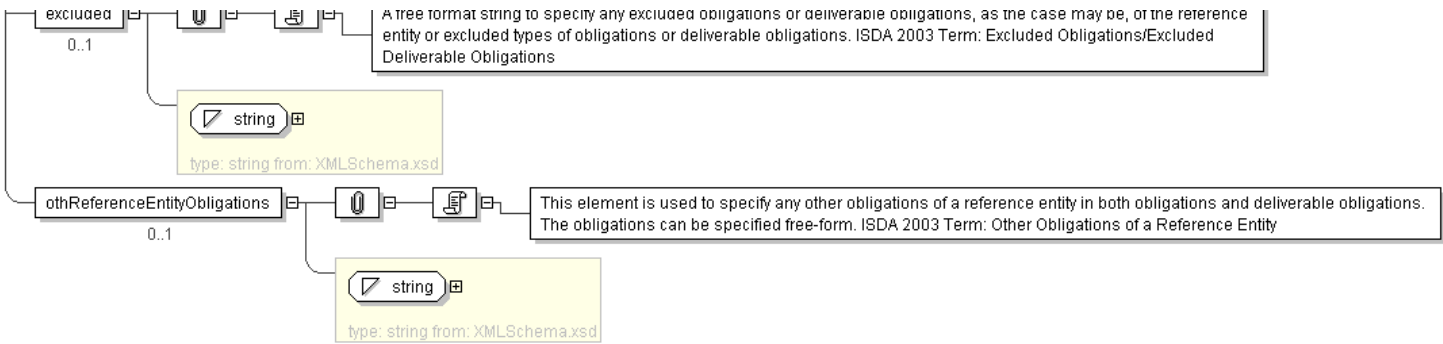 excluded
A free format string to specify any excluded obligations or deliverable obligations, as the case may be, of the reference
entity or excluded types of obligations or deliverable obligations. ISDA 2003 Term: Excluded Obligations/Excluded
Deliverable Obligations
0..1
string
type: string from: XMLSchema.xsd
othReferenceEntityObligations
This element is used to specify any other obligations of a reference entity in both obligations and deliverable obligations.
The obligations can be specified free-form. ISDA 2003 Term: Other Obligations of a Reference Entity
0..1
string
type: string from: XMLSchema.xsd